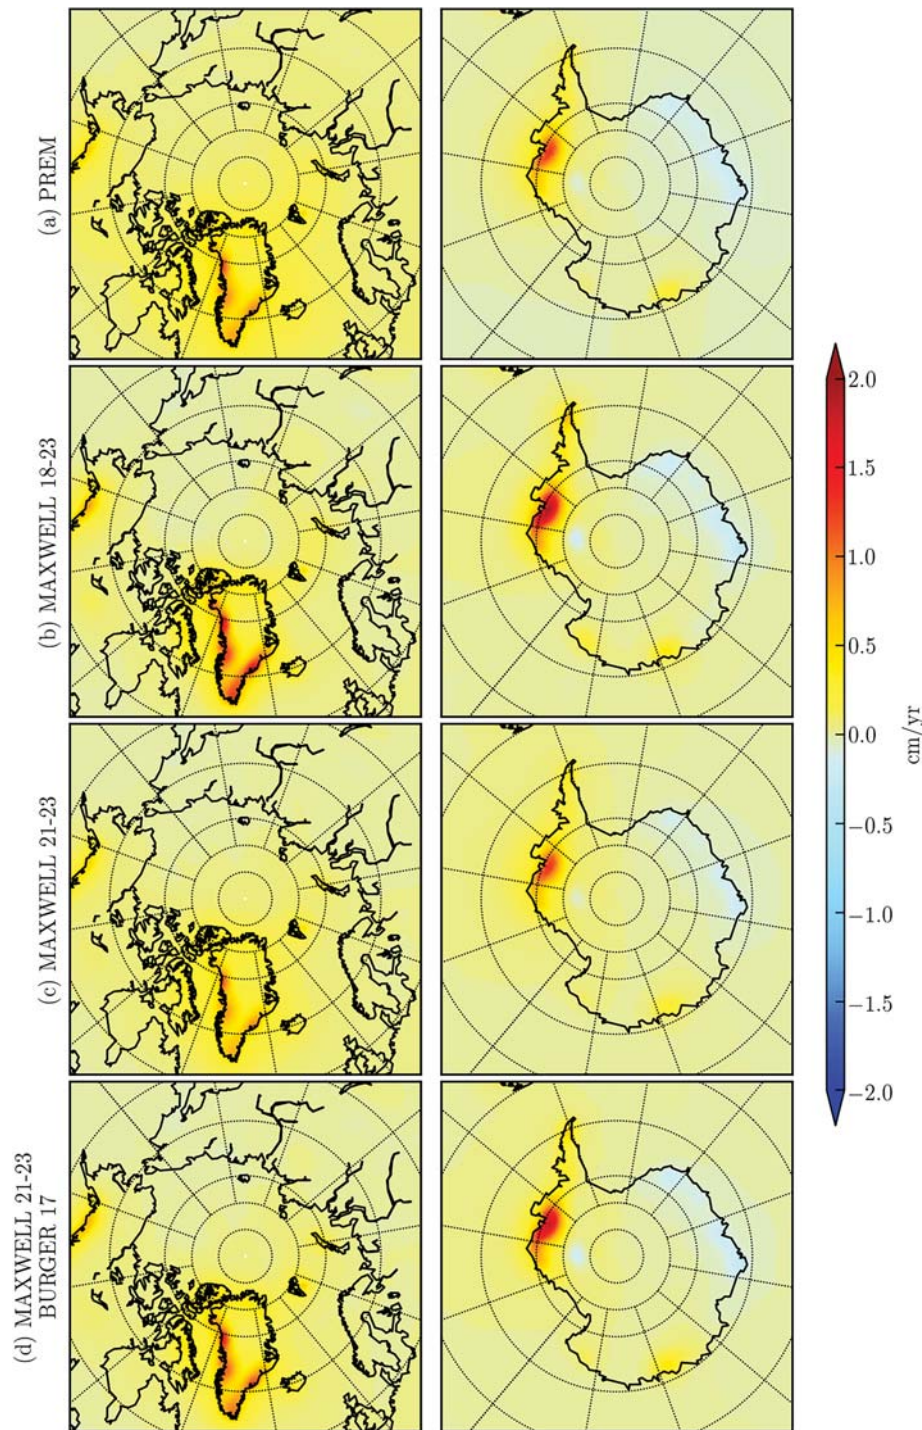 (a) PREM
(b) MAXWELL 18-23
(c) MAXWELL 21-23
(d) MAXWELL 21-23
BURGER 17
2.0
1.5
1.0
0.5
0.0
−0.5
−1.0
−1.5
−2.0
cm/yr